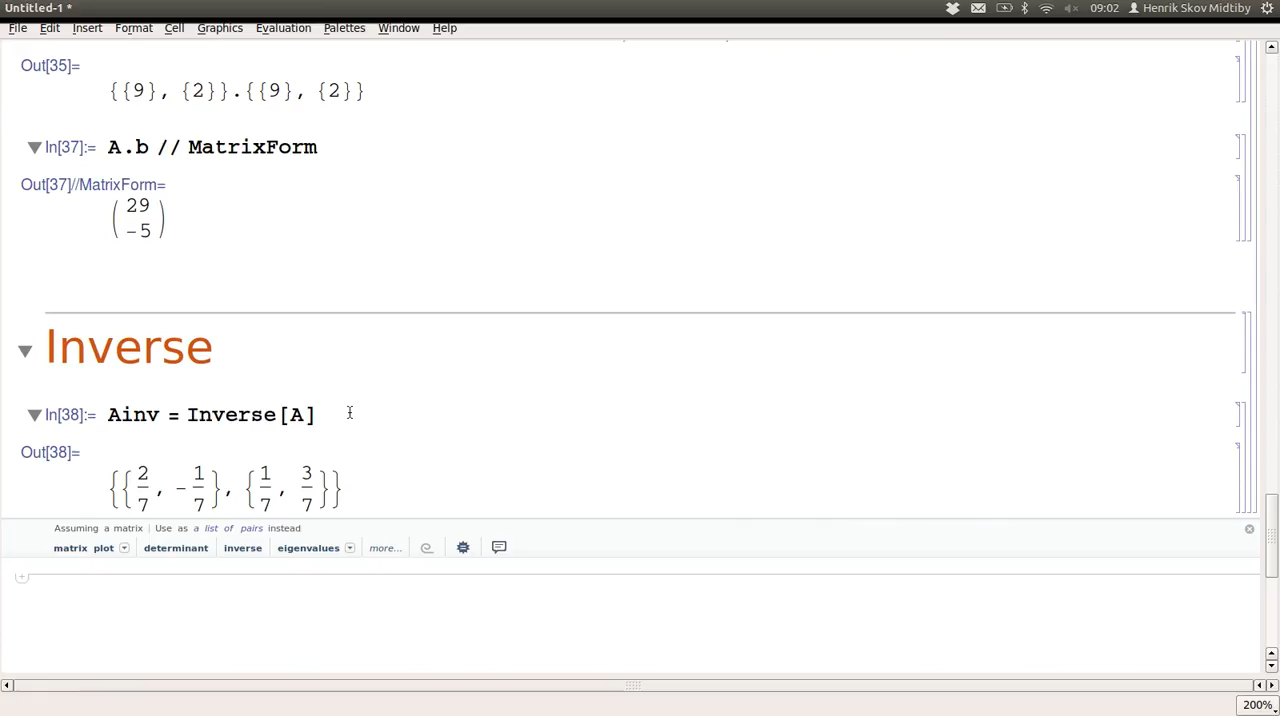 Untitled-1 *
09:02 Henrik Skov Midtiby
File Edit Insert Format Cell Graphics Evaluation Palettes Window Help
Out[35]=
{{9}, {2}}.{{9}, {2}}
In[37]:= A.b // MatrixForm
Out[37]//MatrixForm=
29
-5
Inverse
In[38]:= Ainv = Inverse[A]
Out[38]=
{{2/7, -1/7}, {1/7, 3/7}}
Assuming a matrix | Use as a list of pairs instead
matrix plot determinant inverse eigenvalues more...
200%